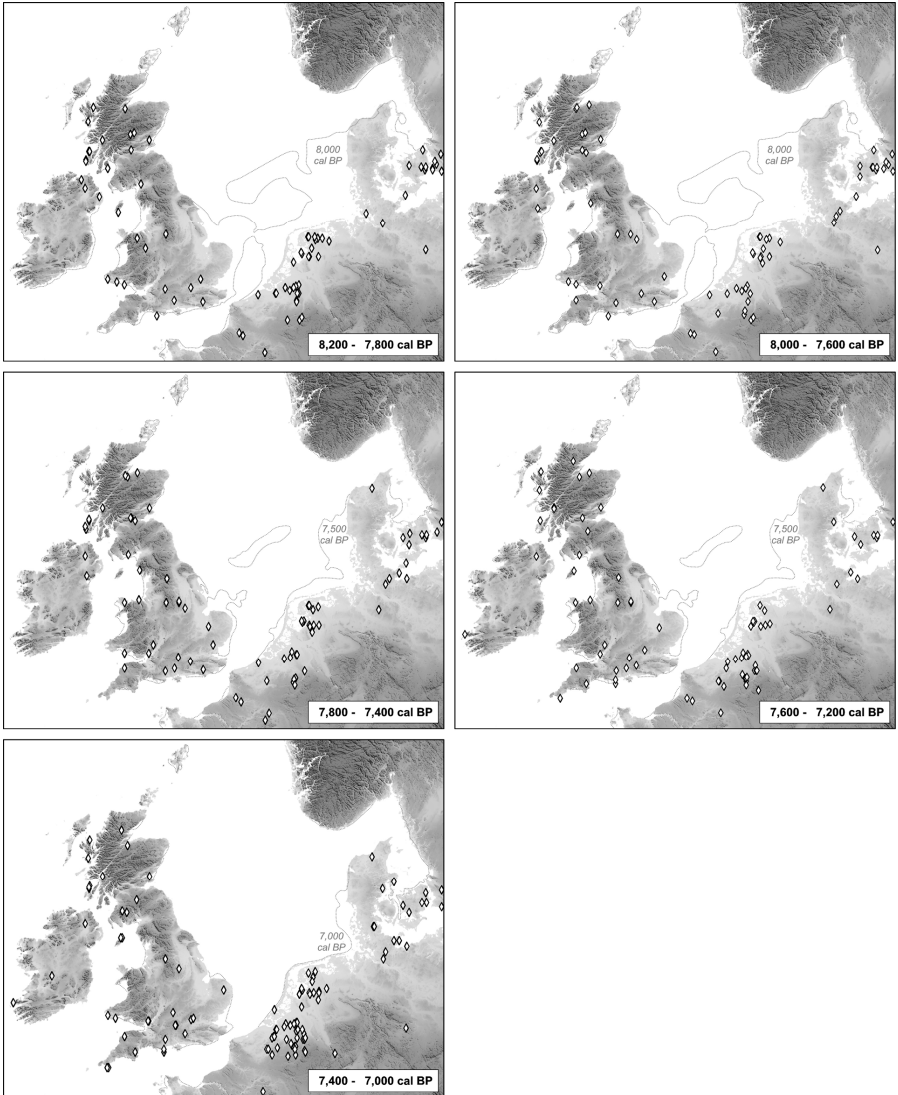 8,000
cal BP
8,200 - 7,800 cal BP
8,000
cal BP
8,000 - 7,600 cal BP
7,500
cal BP
7,800 - 7,400 cal BP
7,500
cal BP
7,600 - 7,200 cal BP
7,000
cal BP
7,400 - 7,000 cal BP